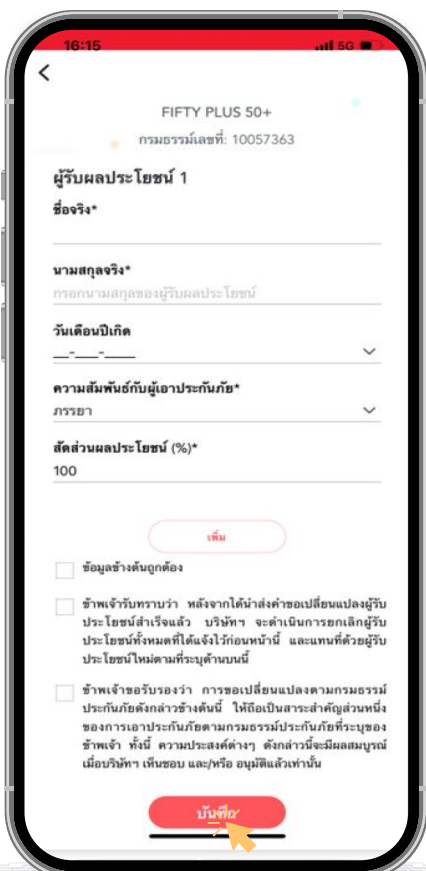 16:15
5G
FIFTY PLUS 50+
กรมธรรม์เลขที่: 10057363
ผู้รับผลประโยชน์ 1
ชื่อจริง*
นามสกุลจริง*
กรอกนามสกุลของผู้รับผลประโยชน์
วันเดือนปีเกิด
__-___-____
ความสัมพันธ์กับผู้เอาประกันภัย*
ภรรยา
สัดส่วนผลประโยชน์ (%)*
100
เพิ่ม
ข้อมูลข้างต้นถูกต้อง
ข้าพเจ้ารับทราบว่า หลังจากได้นำส่งคำขอเปลี่ยนแปลงผู้รับ
ประโยชน์สำเร็จแล้ว บริษัทฯ จะดำเนินการยกเลิกผู้รับ
ประโยชน์ทั้งหมดที่ได้แจ้งไว้ก่อนหน้านี้ และแทนที่ด้วยผู้รับ
ประโยชน์ใหม่ตามที่ระบุด้านบนนี้
ข้าพเจ้าขอรับรองว่า การขอเปลี่ยนแปลงตามกรมธรรม์
ประกันภัยดังกล่าวข้างต้นนี้ ให้ถือเป็นสาระสำคัญส่วนหนึ่ง
ของการเอาประกันภัยตามกรมธรรม์ประกันภัยที่ระบุของ
ข้าพเจ้า ทั้งนี้ ความประสงค์ต่างๆ ดังกล่าวนี้จะมีผลสมบูรณ์
เมื่อบริษัทฯ เห็นชอบ และ/หรือ อนุมัติแล้วเท่านั้น
บันทึก